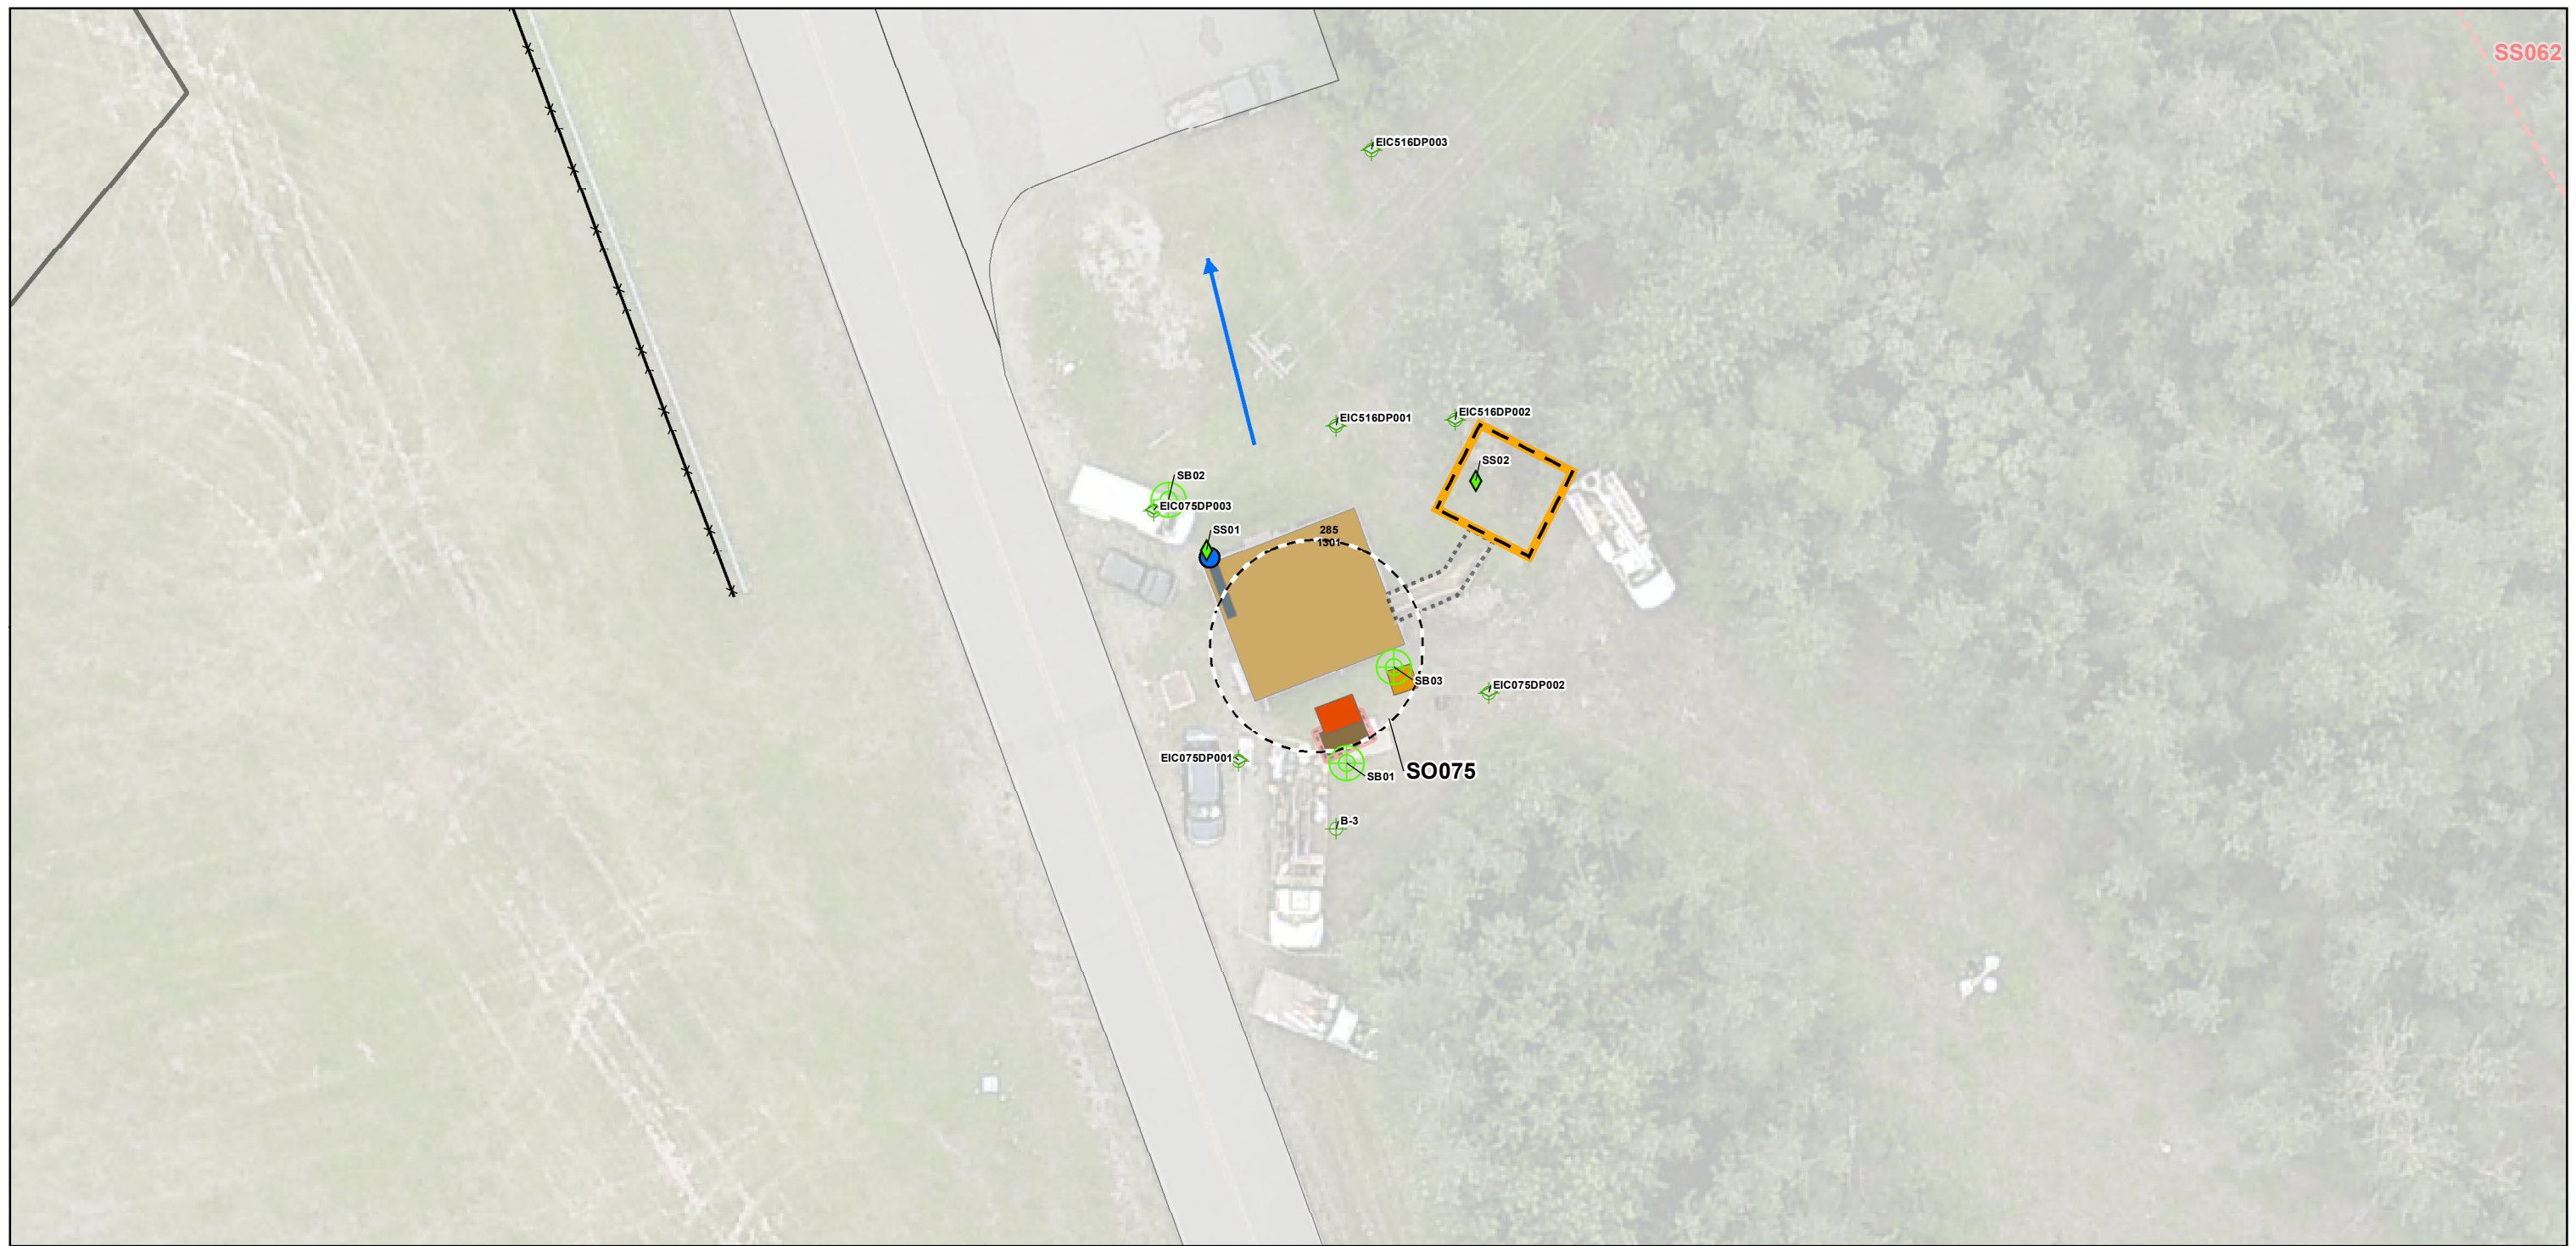 SS062
EIC516DP003
EIC516DP001
EIC516DP002
SS02
SB02
EIC075DP003
SS01
285
1301
SB03
EIC075DP002
EIC075DP001
SO075
SB01
B-3